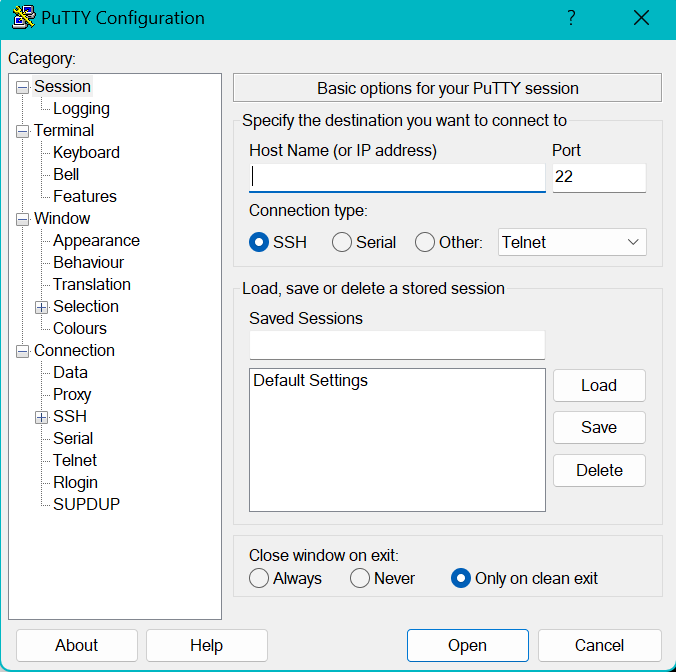 PuTTY Configuration
?
Category:
Session
Logging
Terminal
Keyboard
Bell
Features
Window
Appearance
Behaviour
Translation
Selection
Colours
Connection
Data
Proxy
SSH
Serial
Telnet
Rlogin
SUPDUP
Basic options for your PuTTY session
Specify the destination you want to connect to
Host Name (or IP address) Port
22
Connection type:
SSH Serial Other: Telnet
Load, save or delete a stored session
Saved Sessions
Default Settings
Load
Save
Delete
Close window on exit:
Always Never Only on clean exit
About Help Open Cancel